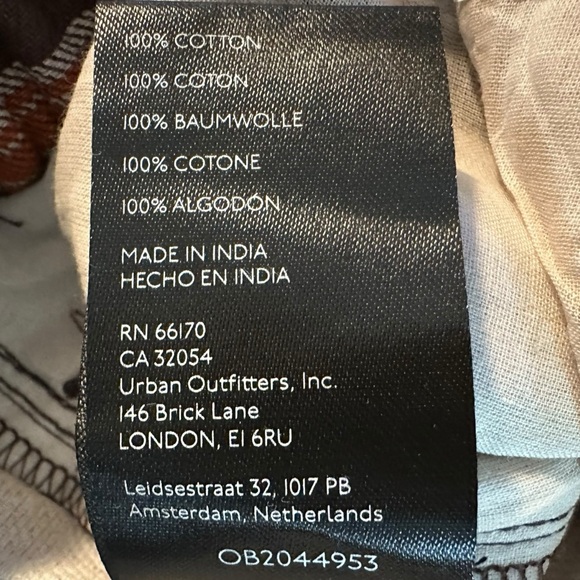 100% COTTON
100% COTON
100% BAUMWOLLE
100% COTONE
100% ALGODÓN
MADE IN INDIA
HECHO EN INDIA
RN 66170
CA 32054
Urban Outfitters, Inc.
146 Brick Lane
LONDON, E1 6RU
Leidsestraat 32, 1017 PB
Amsterdam, Netherlands
OB2044953